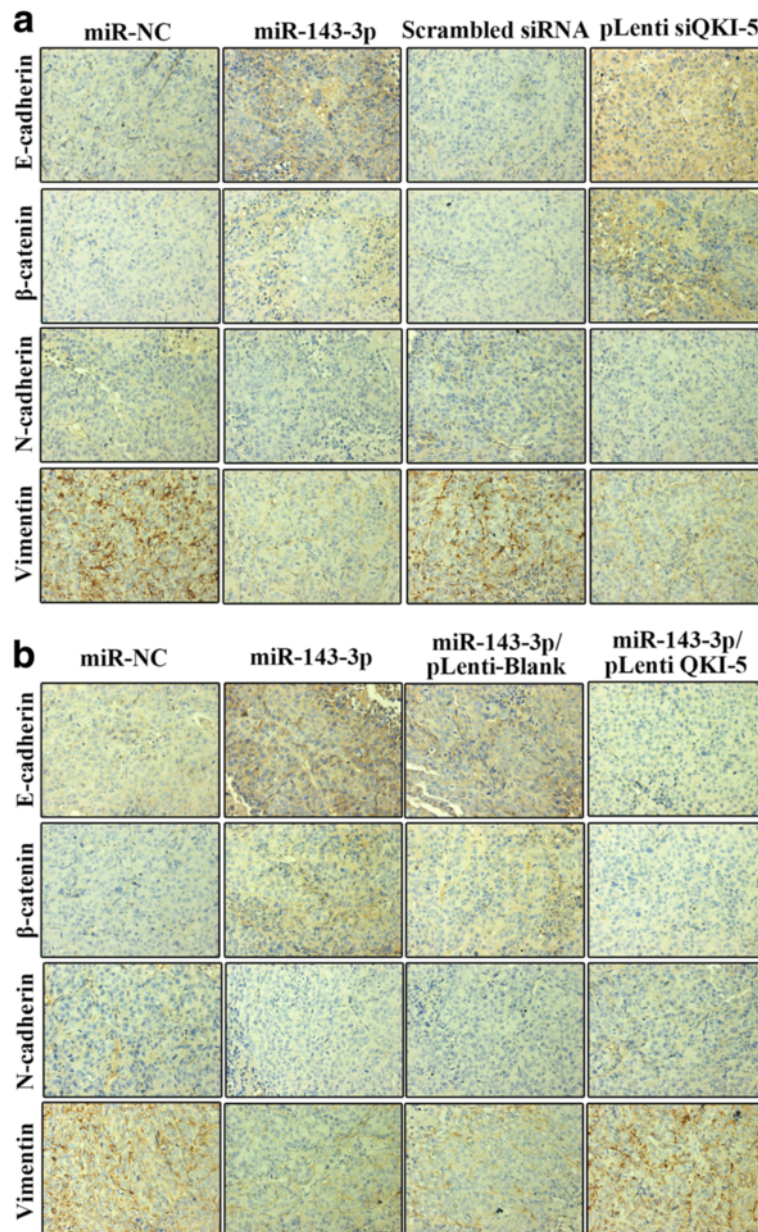 a
miR-NC miR-143-3p Scrambled siRNA pLenti siQKI-5
E-cadherin
β-catenin
N-cadherin
Vimentin
b
miR-NC miR-143-3p miR-143-3p/ pLenti-Blank miR-143-3p/ pLenti QKI-5
E-cadherin
β-catenin
N-cadherin
Vimentin